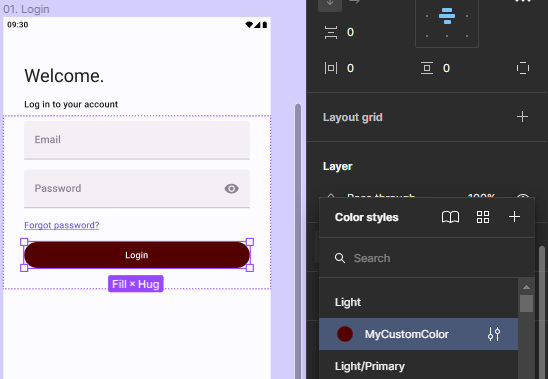 01. Login
09:30
Welcome.
Log in to your account
Email
Password
Forgot password?
Login
Fill × Hug
0
0
0
Layout grid
Layer
Pass through 100%
Color styles
Search
Light
MyCustomColor
Light/Primary